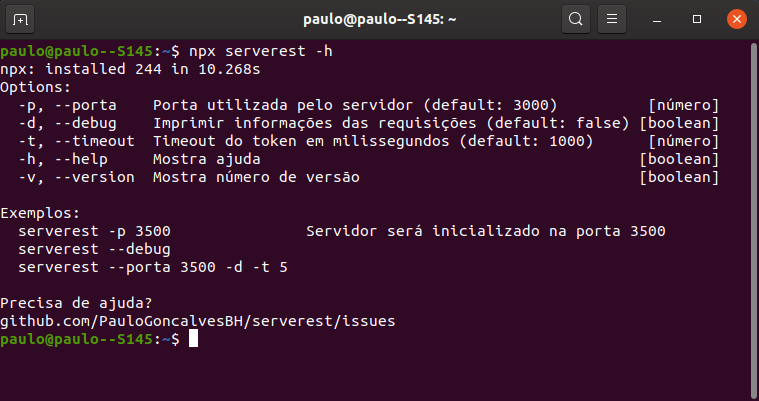 paulo@paulo--S145: ~
paulo@paulo--S145:~$ npx serverest -h
npx: installed 244 in 10.268s
Options:
  -p, --porta    Porta utilizada pelo servidor (default: 3000)          [número]
  -d, --debug    Imprimir informações das requisições (default: false) [boolean]
  -t, --timeout  Timeout do token em milissegundos (default: 1000)      [número]
  -h, --help     Mostra ajuda                                          [boolean]
  -v, --version  Mostra número de versão                               [boolean]

Exemplos:
  serverest -p 3500               Servidor será inicializado na porta 3500
  serverest --debug
  serverest --porta 3500 -d -t 5

Precisa de ajuda?
github.com/PauloGoncalvesBH/serverest/issues
paulo@paulo--S145:~$